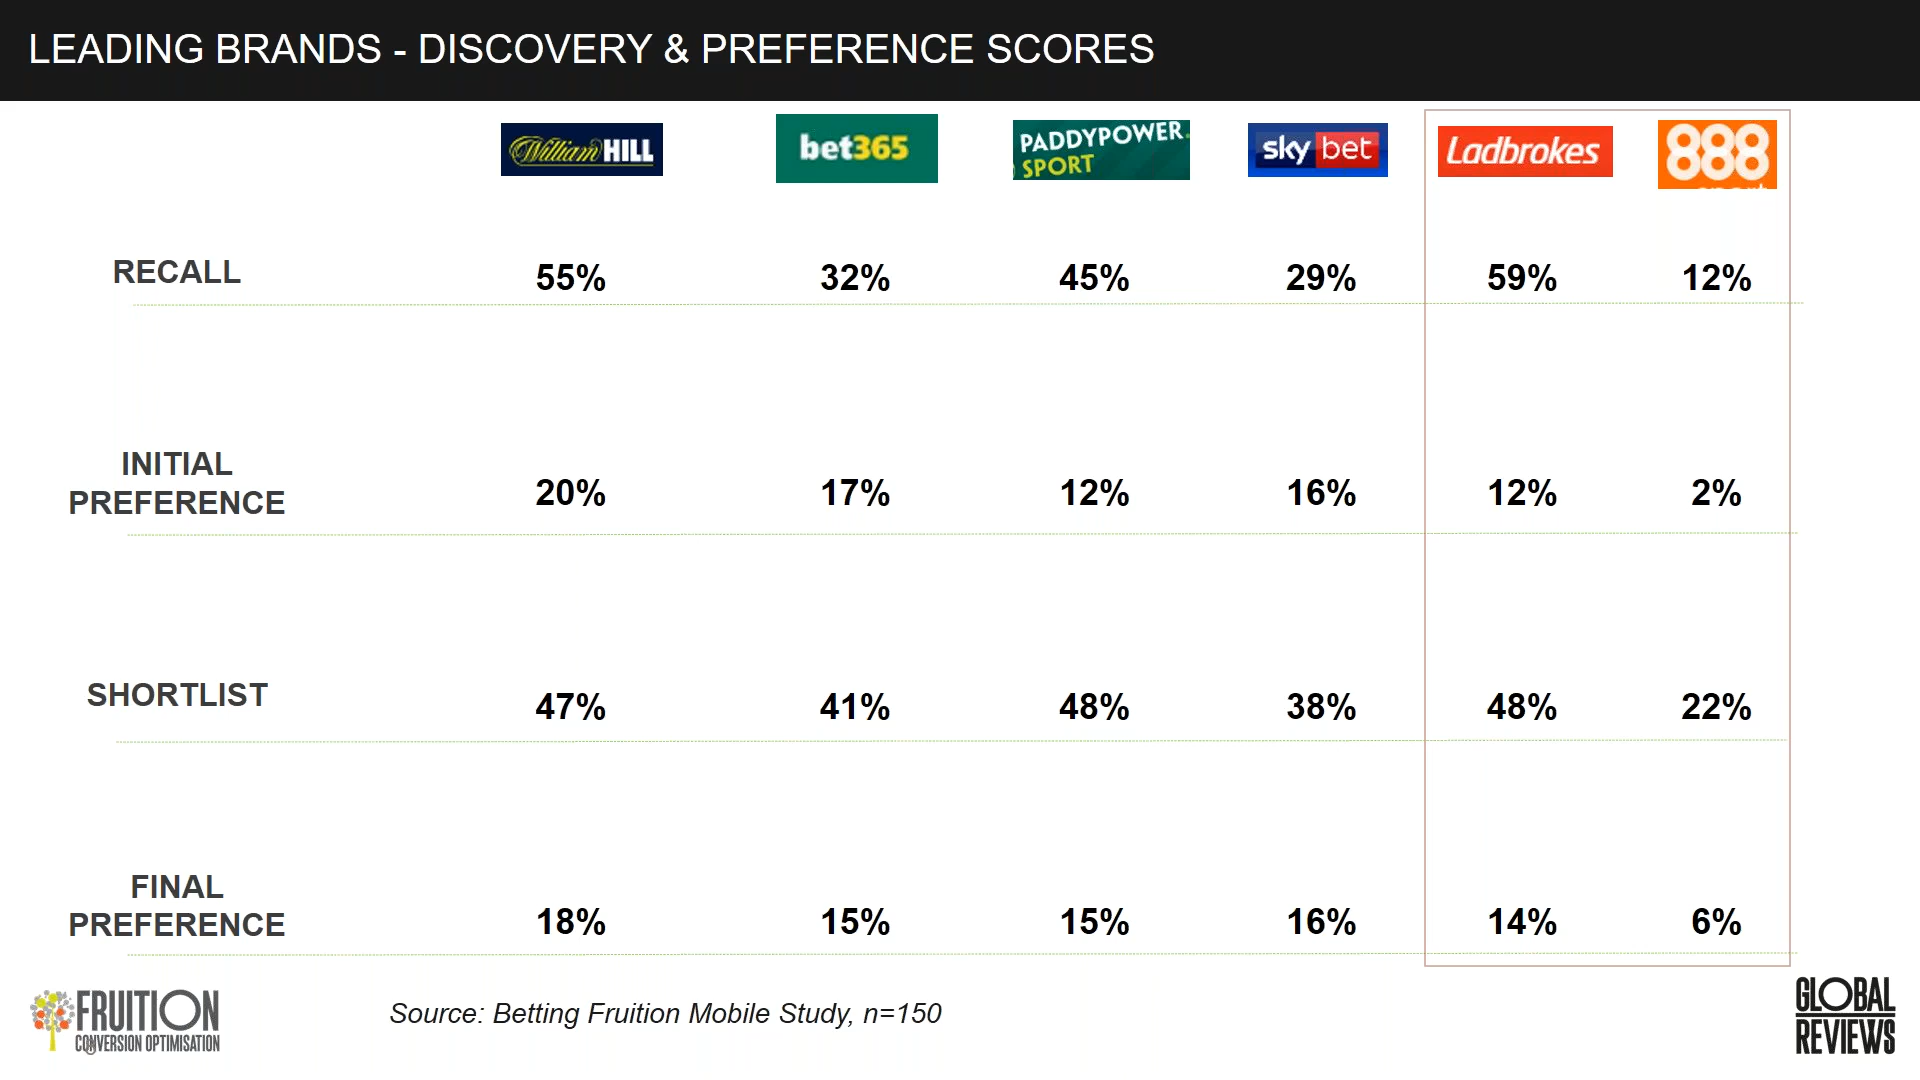 LEADING BRANDS - DISCOVERY & PREFERENCE SCORES
William HILL
bet365
PADDYPOWER.
SPORT
sky bet
Ladbrokes
888
sport
RECALL
55% 32% 45% 29% 59% 12%
INITIAL
PREFERENCE
20% 17% 12% 16% 12% 2%
SHORTLIST
47% 41% 48% 38% 48% 22%
FINAL
PREFERENCE
18% 15% 15% 16% 14% 6%
FRUITION
CONVERSION OPTIMISATION
Source: Betting Fruition Mobile Study, n=150
GLOBAL
REVIEWS